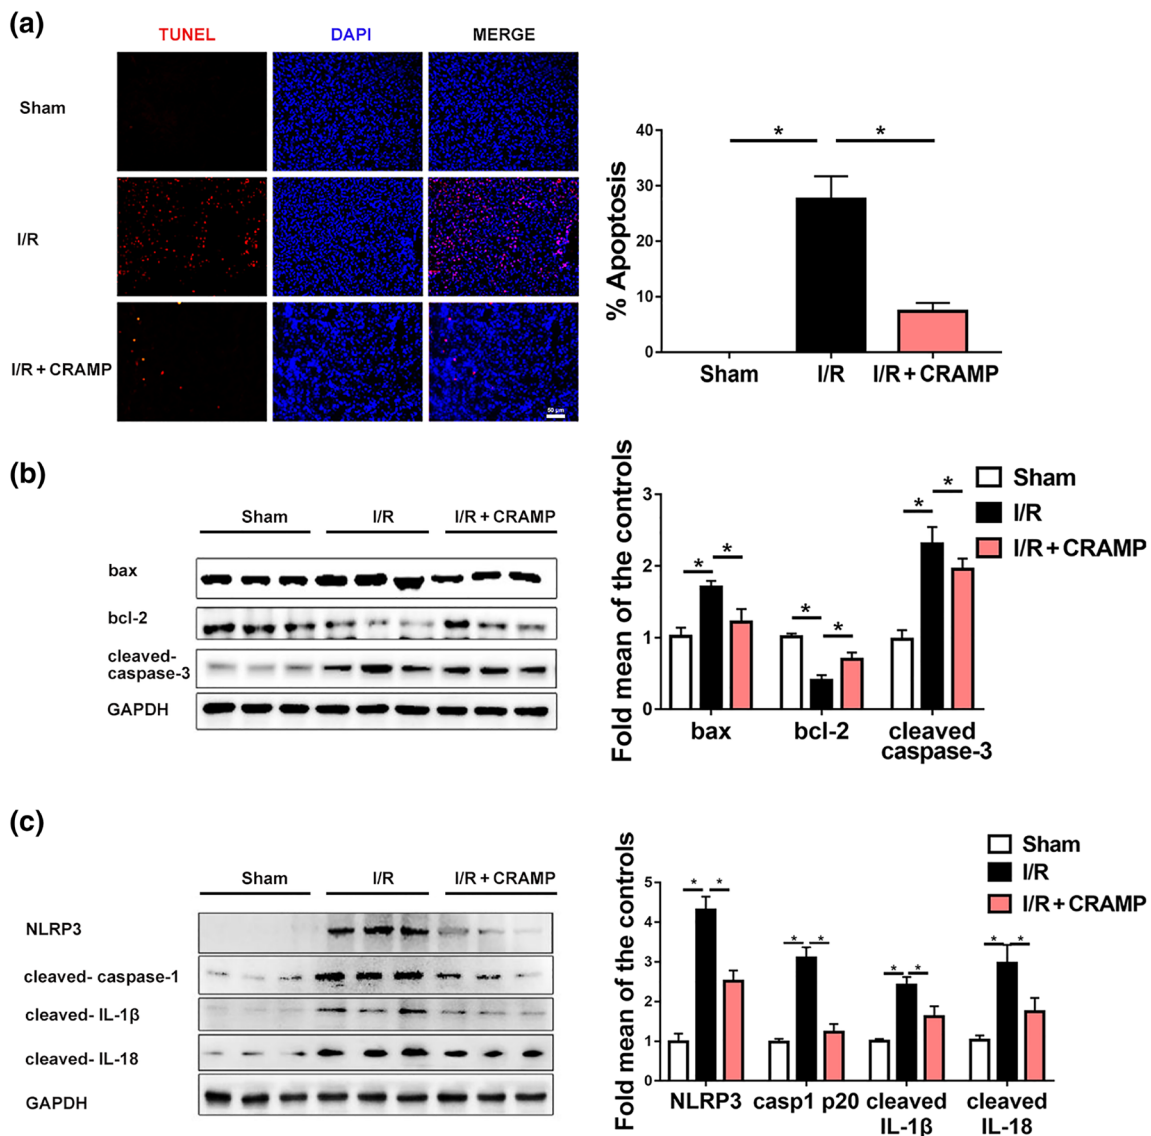 (a)
TUNEL DAPI MERGE
Sham
I/R
I/R + CRAMP
50 μm
% Apoptosis
40
30
20
10
0
* *
Sham I/R I/R + CRAMP
(b)
Sham I/R I/R + CRAMP
bax
bcl-2
cleaved-
caspase-3
GAPDH
Fold mean of the controls
3
2
1
0
* * * * * *
bax bcl-2 cleaved
caspase-3
Sham
I/R
I/R + CRAMP
(c)
Sham I/R I/R + CRAMP
NLRP3
cleaved- caspase-1
cleaved- IL-1β
cleaved- IL-18
GAPDH
Fold mean of the controls
5
4
3
2
1
0
* * * * * * * *
NLRP3 casp1 p20 cleaved cleaved
IL-1β IL-18
Sham
I/R
I/R + CRAMP